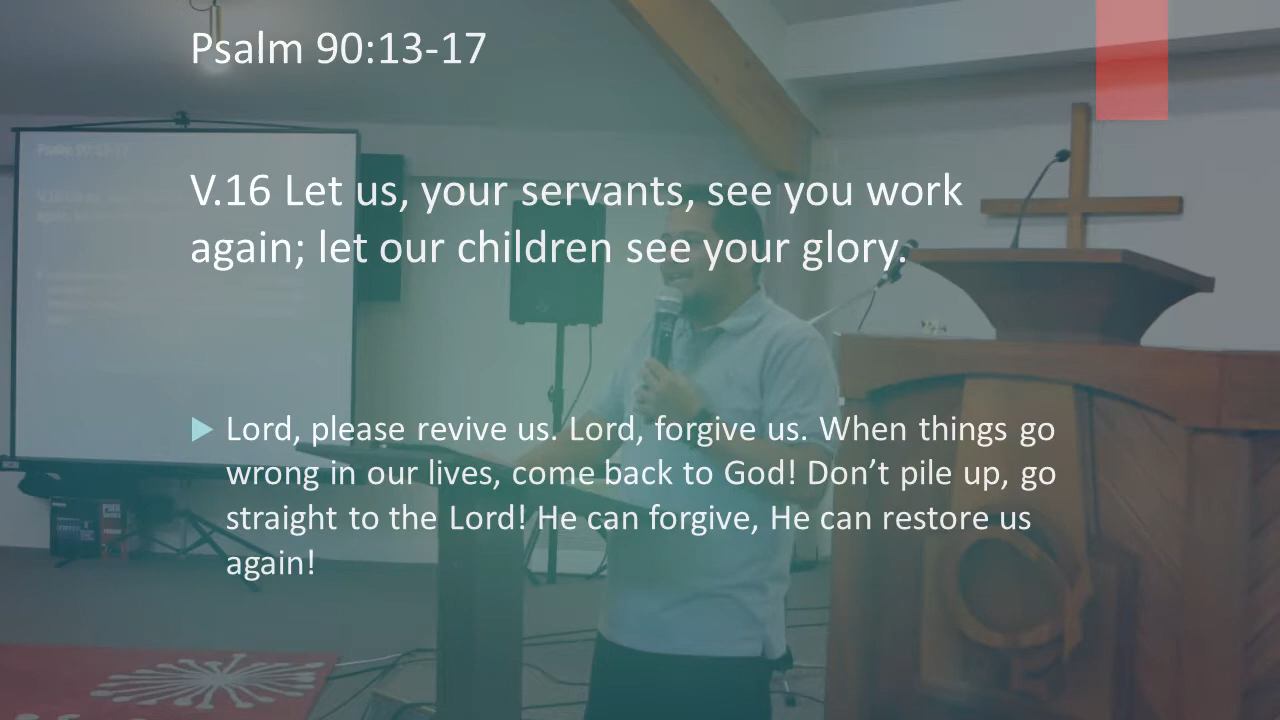 Psalm 90:13-17
V.16 Let us, your servants, see you work
again; let our children see your glory.
Lord, please revive us. Lord, forgive us. When things go
wrong in our lives, come back to God! Don’t pile up, go
straight to the Lord! He can forgive, He can restore us
again!